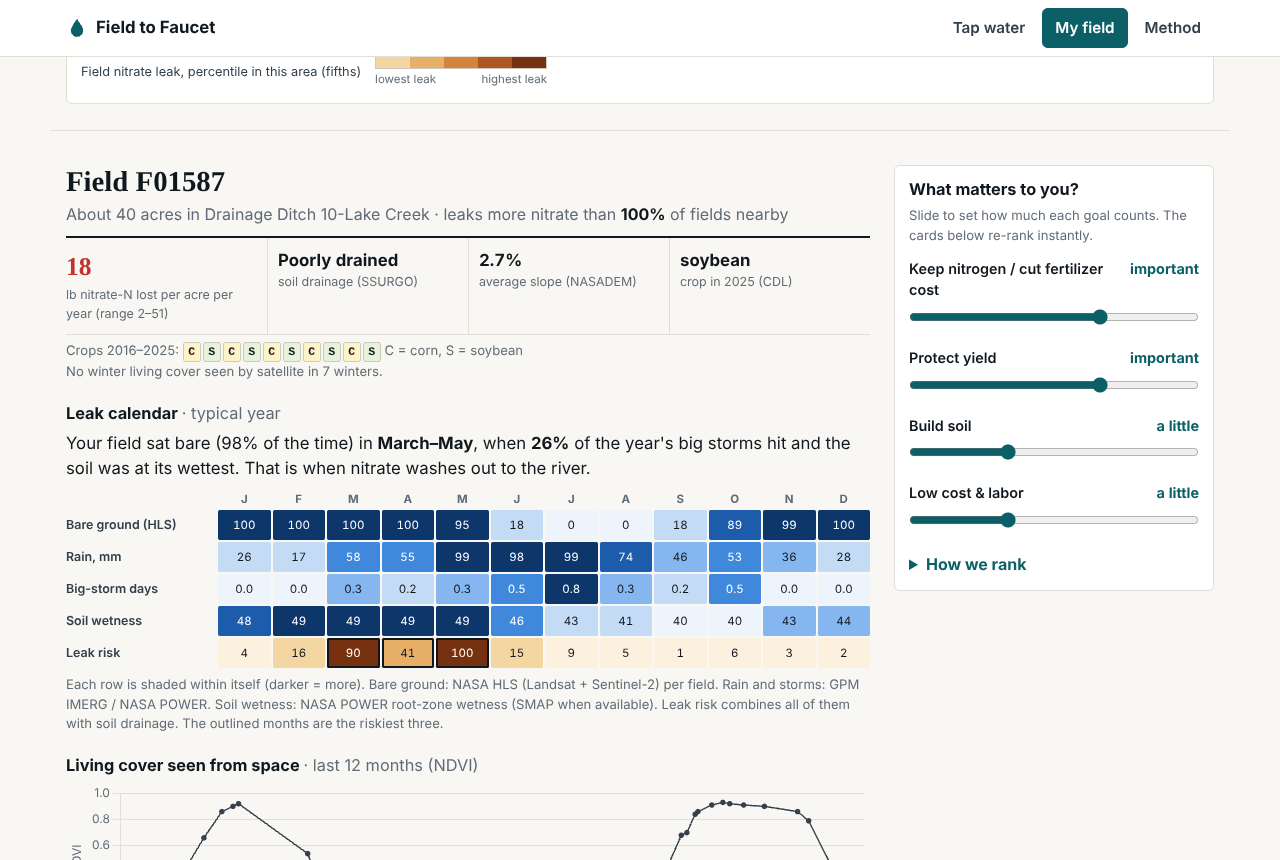 Field to Faucet
Tap water
My field
Method
Field nitrate leak, percentile in this area (fifths)
lowest leak
highest leak
Field F01587
About 40 acres in Drainage Ditch 10-Lake Creek · leaks more nitrate than 100% of fields nearby
18
lb nitrate-N lost per acre per
year (range 2–51)
Poorly drained
soil drainage (SSURGO)
2.7%
average slope (NASADEM)
soybean
crop in 2025 (CDL)
Crops 2016–2025: C S C S C S C S C S C = corn, S = soybean
No winter living cover seen by satellite in 7 winters.
Leak calendar · typical year
Your field sat bare (98% of the time) in March–May, when 26% of the year's big storms hit and the
soil was at its wettest. That is when nitrate washes out to the river.
J F M A M J J A S O N D
Bare ground (HLS) 100 100 100 100 95 18 0 0 18 89 99 100
Rain, mm 26 17 58 55 99 98 99 74 46 53 36 28
Big-storm days 0.0 0.0 0.3 0.2 0.3 0.5 0.8 0.3 0.2 0.5 0.0 0.0
Soil wetness 48 49 49 49 49 46 43 41 40 40 43 44
Leak risk 4 16 90 41 100 15 9 5 1 6 3 2
Each row is shaded within itself (darker = more). Bare ground: NASA HLS (Landsat + Sentinel-2) per field. Rain and storms: GPM
IMERG / NASA POWER. Soil wetness: NASA POWER root-zone wetness (SMAP when available). Leak risk combines all of them
with soil drainage. The outlined months are the riskiest three.
Living cover seen from space · last 12 months (NDVI)
1.0
0.8
0.6
What matters to you?
Slide to set how much each goal counts. The
cards below re-rank instantly.
Keep nitrogen / cut fertilizer
cost
important
Protect yield
important
Build soil
a little
Low cost & labor
a little
How we rank